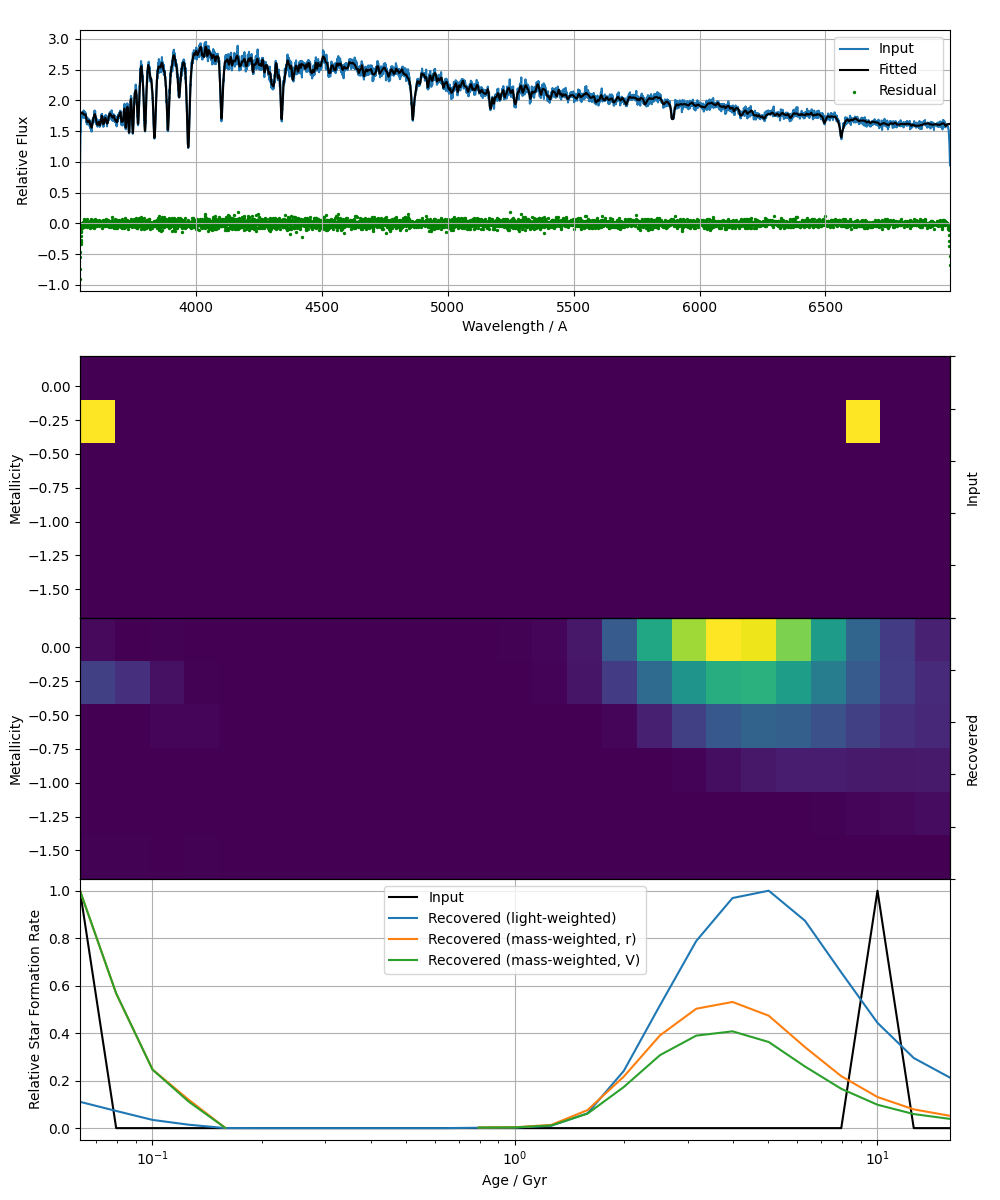 3.0
2.5
2.0
1.5
1.0
0.5
0.0
−0.5
−1.0
Relative Flux
Input
Fitted
Residual
4000 4500 5000 5500 6000 6500
Wavelength / A
0.00
−0.25
−0.50
−0.75
−1.00
−1.25
−1.50
Metallicity
Input
0.00
−0.25
−0.50
−0.75
−1.00
−1.25
−1.50
Metallicity
Recovered
1.0
0.8
0.6
0.4
0.2
0.0
Relative Star Formation Rate
Input
Recovered (light-weighted)
Recovered (mass-weighted, r)
Recovered (mass-weighted, V)
10⁻¹ 10⁰ 10¹
Age / Gyr